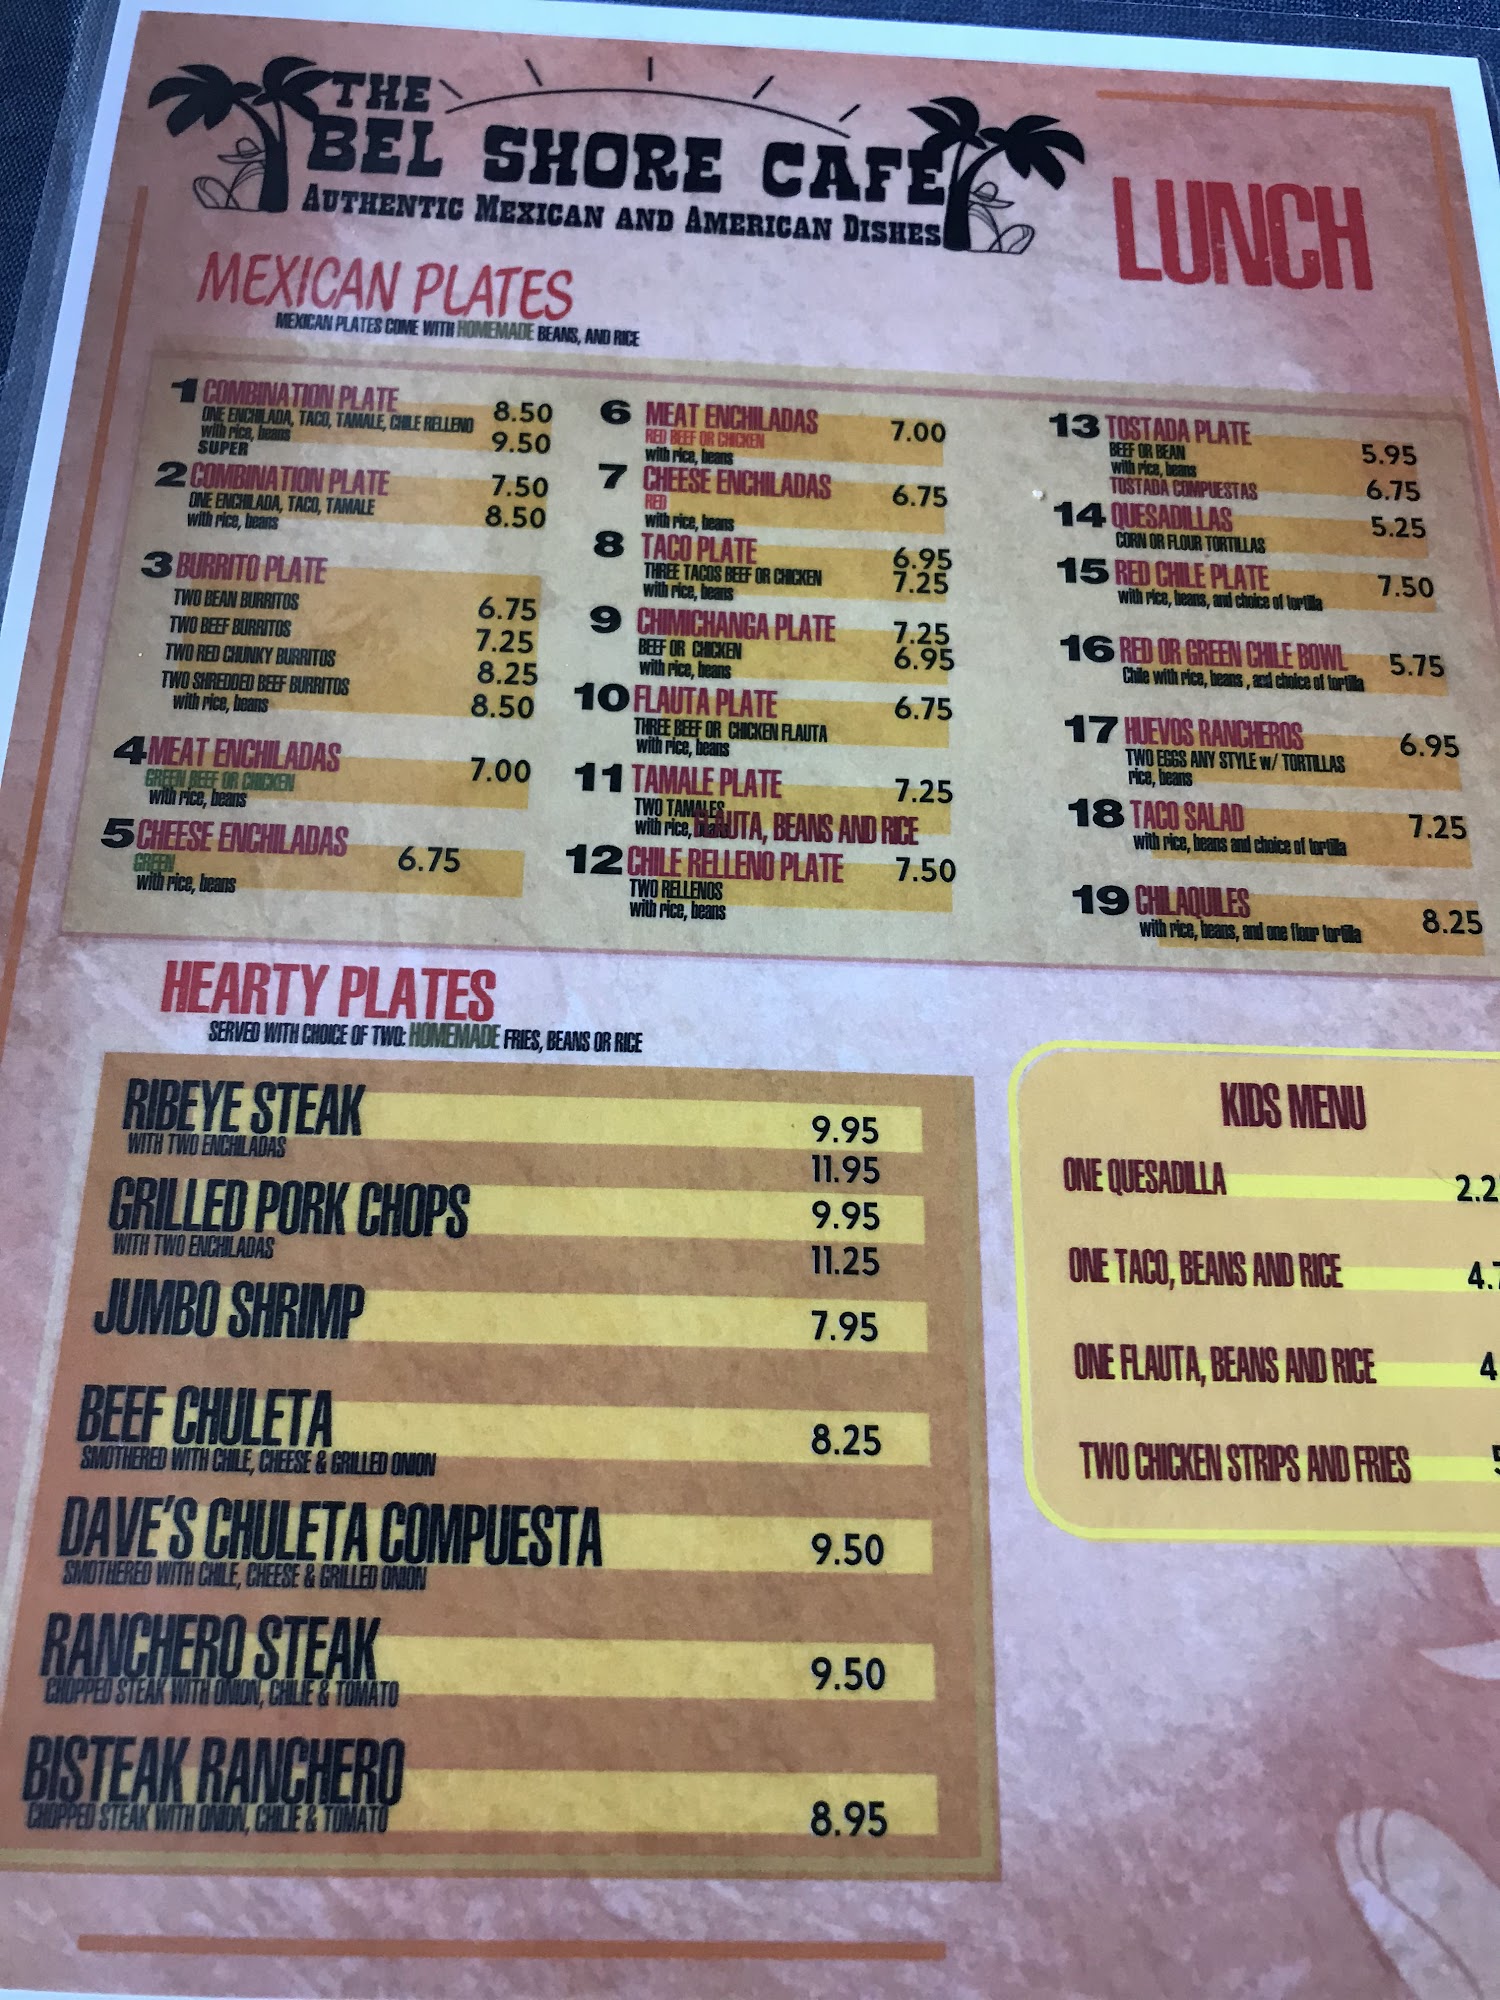 THE
BEL SHORE CAFE
AUTHENTIC MEXICAN AND AMERICAN DISHES
LUNCH
MEXICAN PLATES
MEXICAN PLATES COME WITH HOMEMADE BEANS, AND RICE
1 COMBINATION PLATE 8.50
ONE ENCHILADA, TACO, TAMALE, CHILE RELLENO
with rice, beans 9.50
SUPER
2 COMBINATION PLATE 7.50
ONE ENCHILADA, TACO, TAMALE 8.50
with rice, beans
3 BURRITO PLATE
TWO BEAN BURRITOS 6.75
TWO BEEF BURRITOS 7.25
TWO RED CHUNKY BURRITOS 8.25
TWO SHREDDED BEEF BURRITOS 8.50
with rice, beans
4 MEAT ENCHILADAS 7.00
GREEN BEEF OR CHICKEN
with rice, beans
5 CHEESE ENCHILADAS 6.75
GREEN
with rice, beans
6 MEAT ENCHILADAS 7.00
RED BEEF OR CHICKEN
with rice, beans
7 CHEESE ENCHILADAS 6.75
RED
with rice, beans
8 TACO PLATE 6.95
THREE TACOS BEEF OR CHICKEN 7.25
with rice, beans
9 CHIMICHANGA PLATE 7.25
BEEF OR CHICKEN 6.95
with rice, beans
10 FLAUTA PLATE 6.75
THREE BEEF OR CHICKEN FLAUTA
with rice, beans
11 TAMALE PLATE 7.25
TWO TAMALES
with rice, beans FLAUTA, BEANS AND RICE
12 CHILE RELLENO PLATE 7.50
TWO RELLENOS
with rice, beans
13 TOSTADA PLATE
BEEF OR BEAN 5.95
with rice, beans
TOSTADA COMPUESTAS 6.75
14 QUESADILLAS 5.25
CORN OR FLOUR TORTILLAS
15 RED CHILE PLATE 7.50
with rice, beans, and choice of tortilla
16 RED OR GREEN CHILE BOWL 5.75
Chile with rice, beans , and choice of tortilla
17 HUEVOS RANCHEROS 6.95
TWO EGGS ANY STYLE w/ TORTILLAS
rice, beans
18 TACO SALAD 7.25
with rice, beans and choice of tortilla
19 CHILAQUILES 8.25
with rice, beans, and one flour tortilla
HEARTY PLATES
SERVED WITH CHOICE OF TWO: HOMEMADE FRIES, BEANS OR RICE
RIBEYE STEAK 9.95
WITH TWO ENCHILADAS 11.95
GRILLED PORK CHOPS 9.95
WITH TWO ENCHILADAS 11.25
JUMBO SHRIMP 7.95
BEEF CHULETA 8.25
SMOTHERED WITH CHILE, CHEESE & GRILLED ONION
DAVE'S CHULETA COMPUESTA 9.50
SMOTHERED WITH CHILE, CHEESE & GRILLED ONION
RANCHERO STEAK 9.50
CHOPPED STEAK WITH ONION, CHILIE & TOMATO
BISTEAK RANCHERO 8.95
CHOPPED STEAK WITH ONION, CHILIE & TOMATO
KIDS MENU
ONE QUESADILLA
ONE TACO, BEANS AND RICE
ONE FLAUTA, BEANS AND RICE
TWO CHICKEN STRIPS AND FRIES